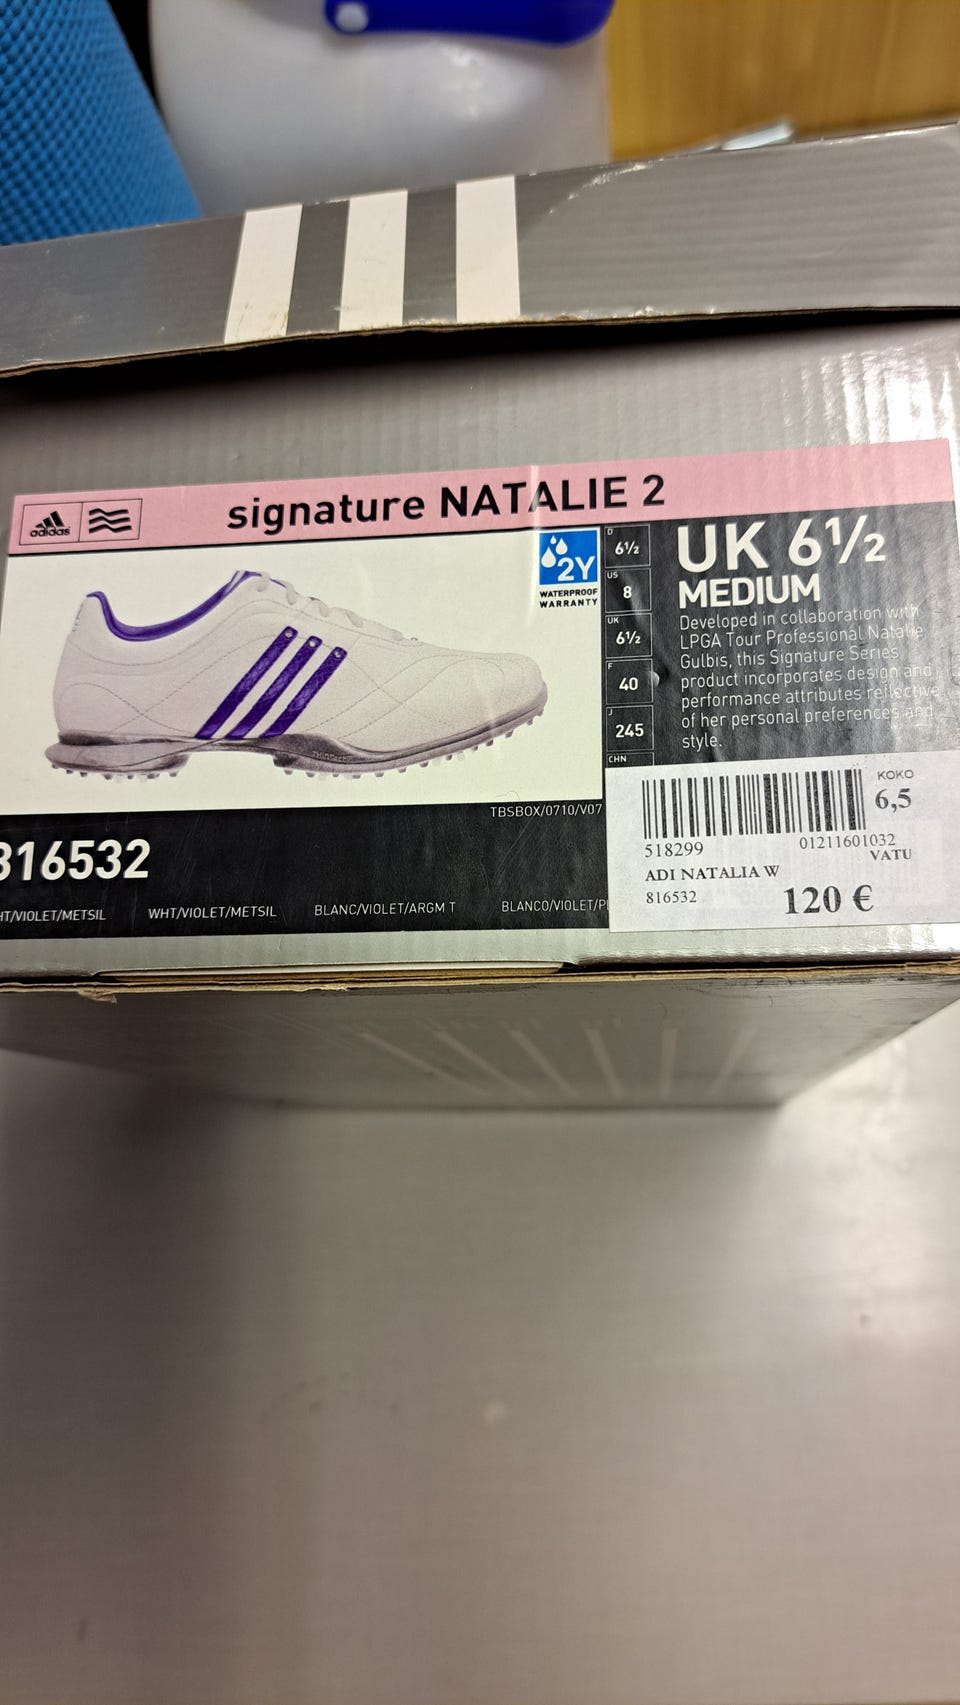 adidas
signature NATALIE 2
2Y
WATERPROOF
WARRANTY
D
6½
US
8
UK
6½
F
40
J
245
CHN
UK 6½
MEDIUM
Developed in collaboration with
LPGA Tour Professional Natalie
Gulbis, this Signature Series
product incorporates design and
performance attributes reflective
of her personal preferences and
style.
TBSBOX/0710/V07
816532
HT/VIOLET/METSIL WHT/VIOLET/METSIL BLANC/VIOLET/ARGM T BLANCO/VIOLET/PL
KOKO
6,5
518299 01211601032
VATU
ADI NATALIA W
816532 120 €